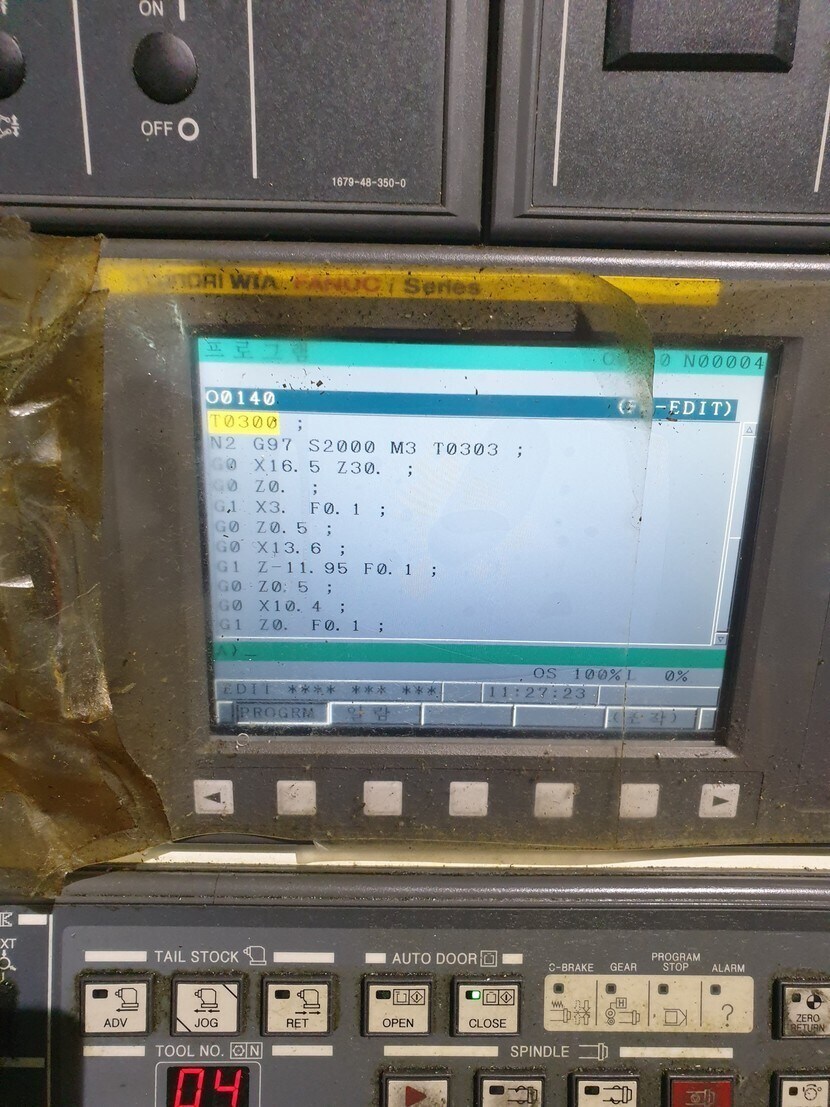 ON
OFF
1679-48-350-0
WIA FANUC i Series
프로그램
N00004
O0140
-EDIT)
T0300 ;
N2 G97 S2000 M3 T0303 ;
G0 X16.5 Z30. ;
G0 Z0. ;
G1 X3. F0.1 ;
G0 Z0.5 ;
G0 X13.6 ;
G1 Z-11.95 F0.1 ;
G0 Z0.5 ;
G0 X10.4 ;
G1 Z0. F0.1 ;
A)_
OS 100% L 0%
EDIT **** *** ***
11:27:23
PROGRM
일람
(조작)
TAIL STOCK
AUTO DOOR
C-BRAKE
GEAR
PROGRAM STOP
ALARM
ADV
JOG
RET
OPEN
CLOSE
H
?
ZERO RETURN
TOOL NO.
N
SPINDLE
04